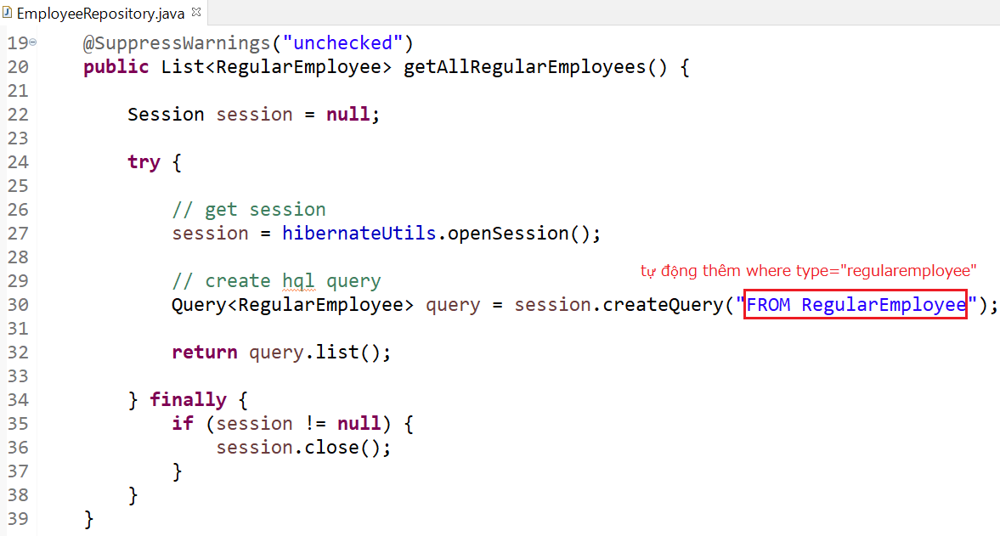 EmployeeRepository.java
19 @SuppressWarnings("unchecked")
20 public List<RegularEmployee> getAllRegularEmployees() {
21
22 Session session = null;
23
24 try {
25
26 // get session
27 session = hibernateUtils.openSession();
28
tự động thêm where type="regularemployee"
29 // create hql query
30 Query<RegularEmployee> query = session.createQuery("FROM RegularEmployee");
31
32 return query.list();
33
34 } finally {
35 if (session != null) {
36 session.close();
37 }
38 }
39 }